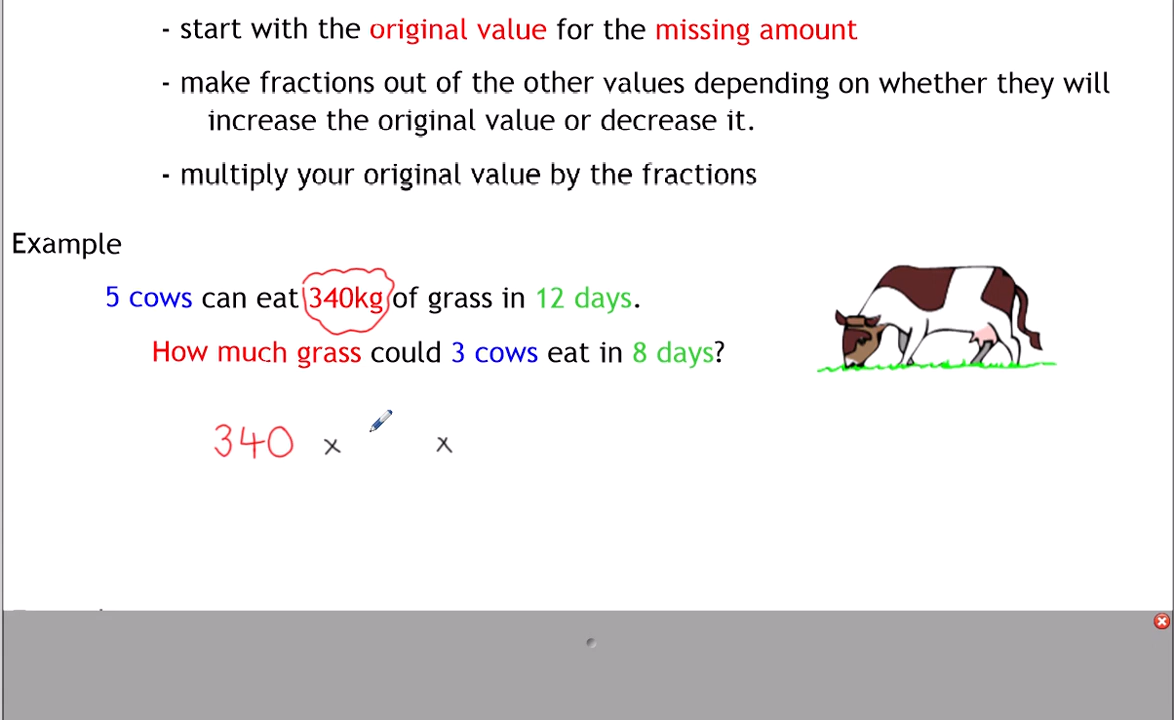 - start with the original value for the missing amount
- make fractions out of the other values depending on whether they will
increase the original value or decrease it.
- multiply your original value by the fractions
Example
5 cows can eat 340kg of grass in 12 days.
How much grass could 3 cows eat in 8 days?
340 x x